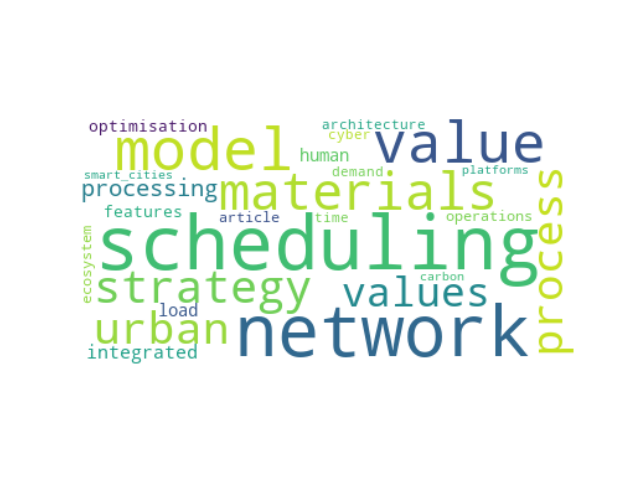 optimisation
architecture
model
cyber
value
human
smart_cities
demand
platforms
processing
materials
features
article
time
operations
scheduling
process
ecosystem
strategy
carbon
values
load
urban
network
integrated